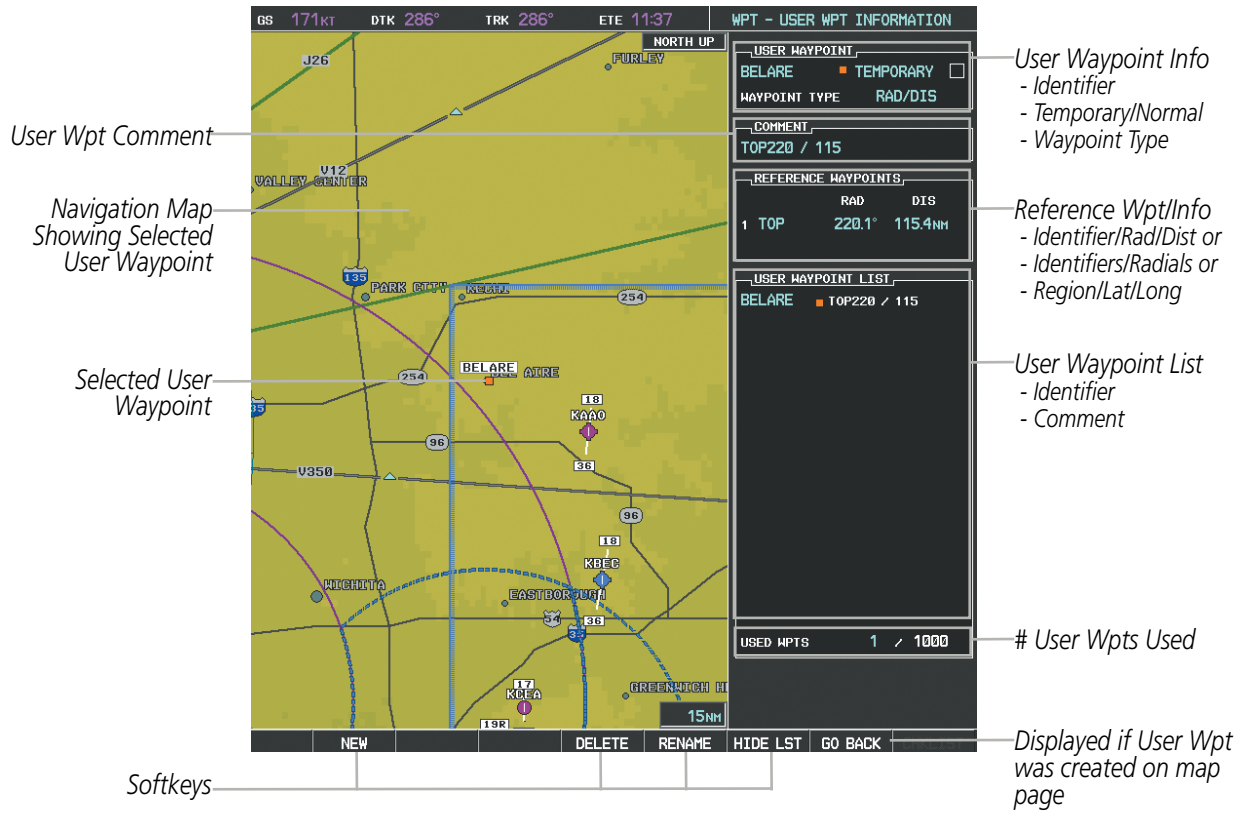 GS 171KT DTK 286° TRK 286° ETE 11:37
WPT - USER WPT INFORMATION
NORTH UP
J26
FURLEY
V12
VALLEY CENTER
135
PARK CITY
KECHI
254
BELARE
BEL AIRE
254
35
18
KAAO
36
96
V350
96
18
KBEC
36
WICHITA
EASTBOROUGH
54
35
17
KCEA
GREENWICH HE
19R
15NM
USER WAYPOINT
BELARE TEMPORARY
WAYPOINT TYPE RAD/DIS
COMMENT
TOP220 / 115
REFERENCE WAYPOINTS
RAD DIS
1 TOP 220.1° 115.4NM
USER WAYPOINT LIST
BELARE TOP220 / 115
USED WPTS 1 / 1000
NEW DELETE RENAME HIDE LST GO BACK
User Wpt Comment
Navigation Map
Showing Selected
User Waypoint
Selected User
Waypoint
Softkeys
User Waypoint Info
- Identifier
- Temporary/Normal
- Waypoint Type
Reference Wpt/Info
- Identifier/Rad/Dist or
- Identifiers/Radials or
- Region/Lat/Long
User Waypoint List
- Identifier
- Comment
# User Wpts Used
Displayed if User Wpt
was created on map
page